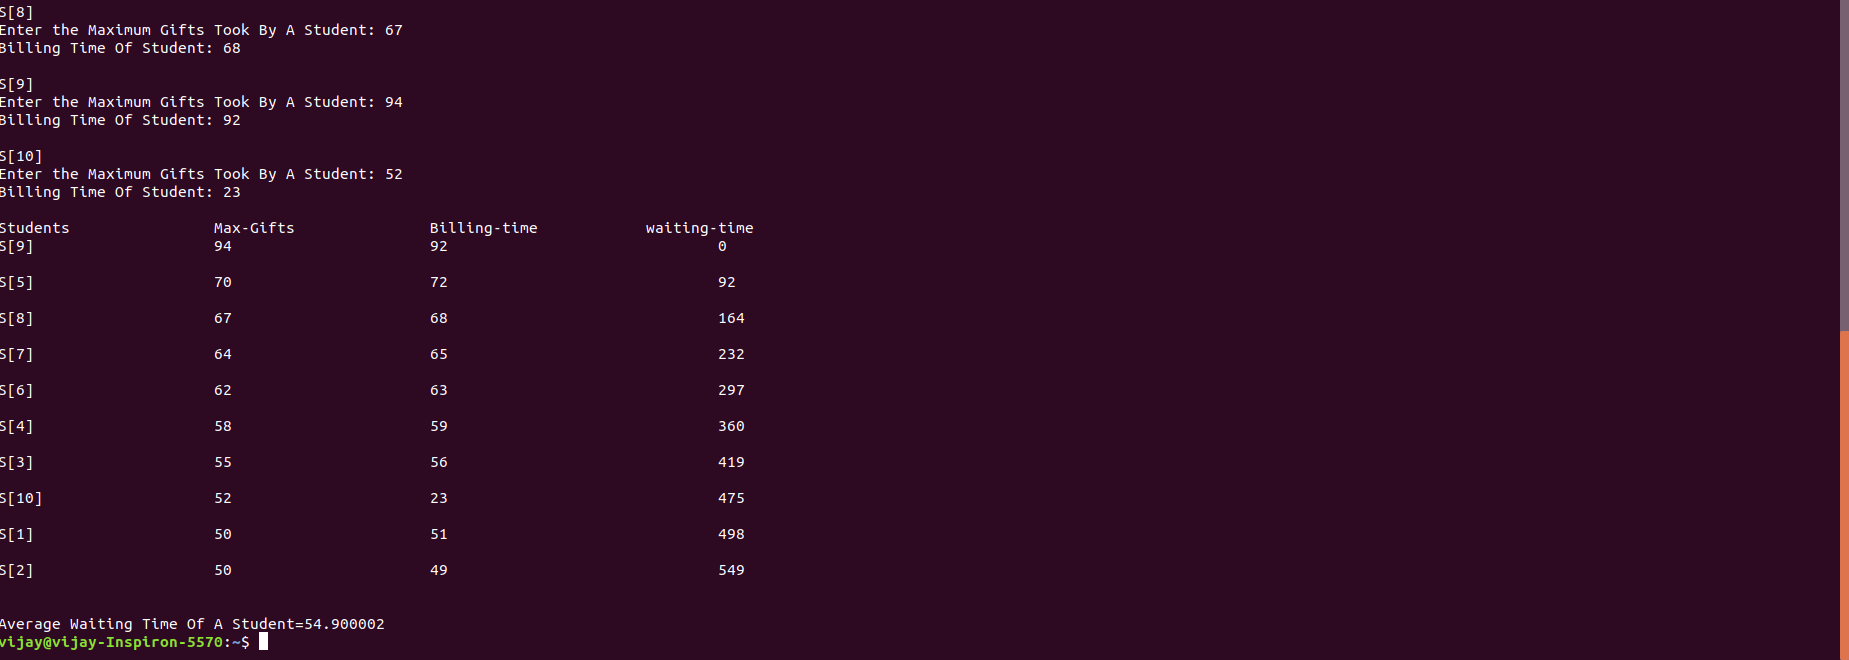 S[8]
Enter the Maximum Gifts Took By A Student: 67
Billing Time Of Student: 68
S[9]
Enter the Maximum Gifts Took By A Student: 94
Billing Time Of Student: 92
S[10]
Enter the Maximum Gifts Took By A Student: 52
Billing Time Of Student: 23
Students Max-Gifts Billing-time waiting-time
S[9] 94 92 0
S[5] 70 72 92
S[8] 67 68 164
S[7] 64 65 232
S[6] 62 63 297
S[4] 58 59 360
S[3] 55 56 419
S[10] 52 23 475
S[1] 50 51 498
S[2] 50 49 549
Average Waiting Time Of A Student=54.900002
vijay@vijay-Inspiron-5570:~$